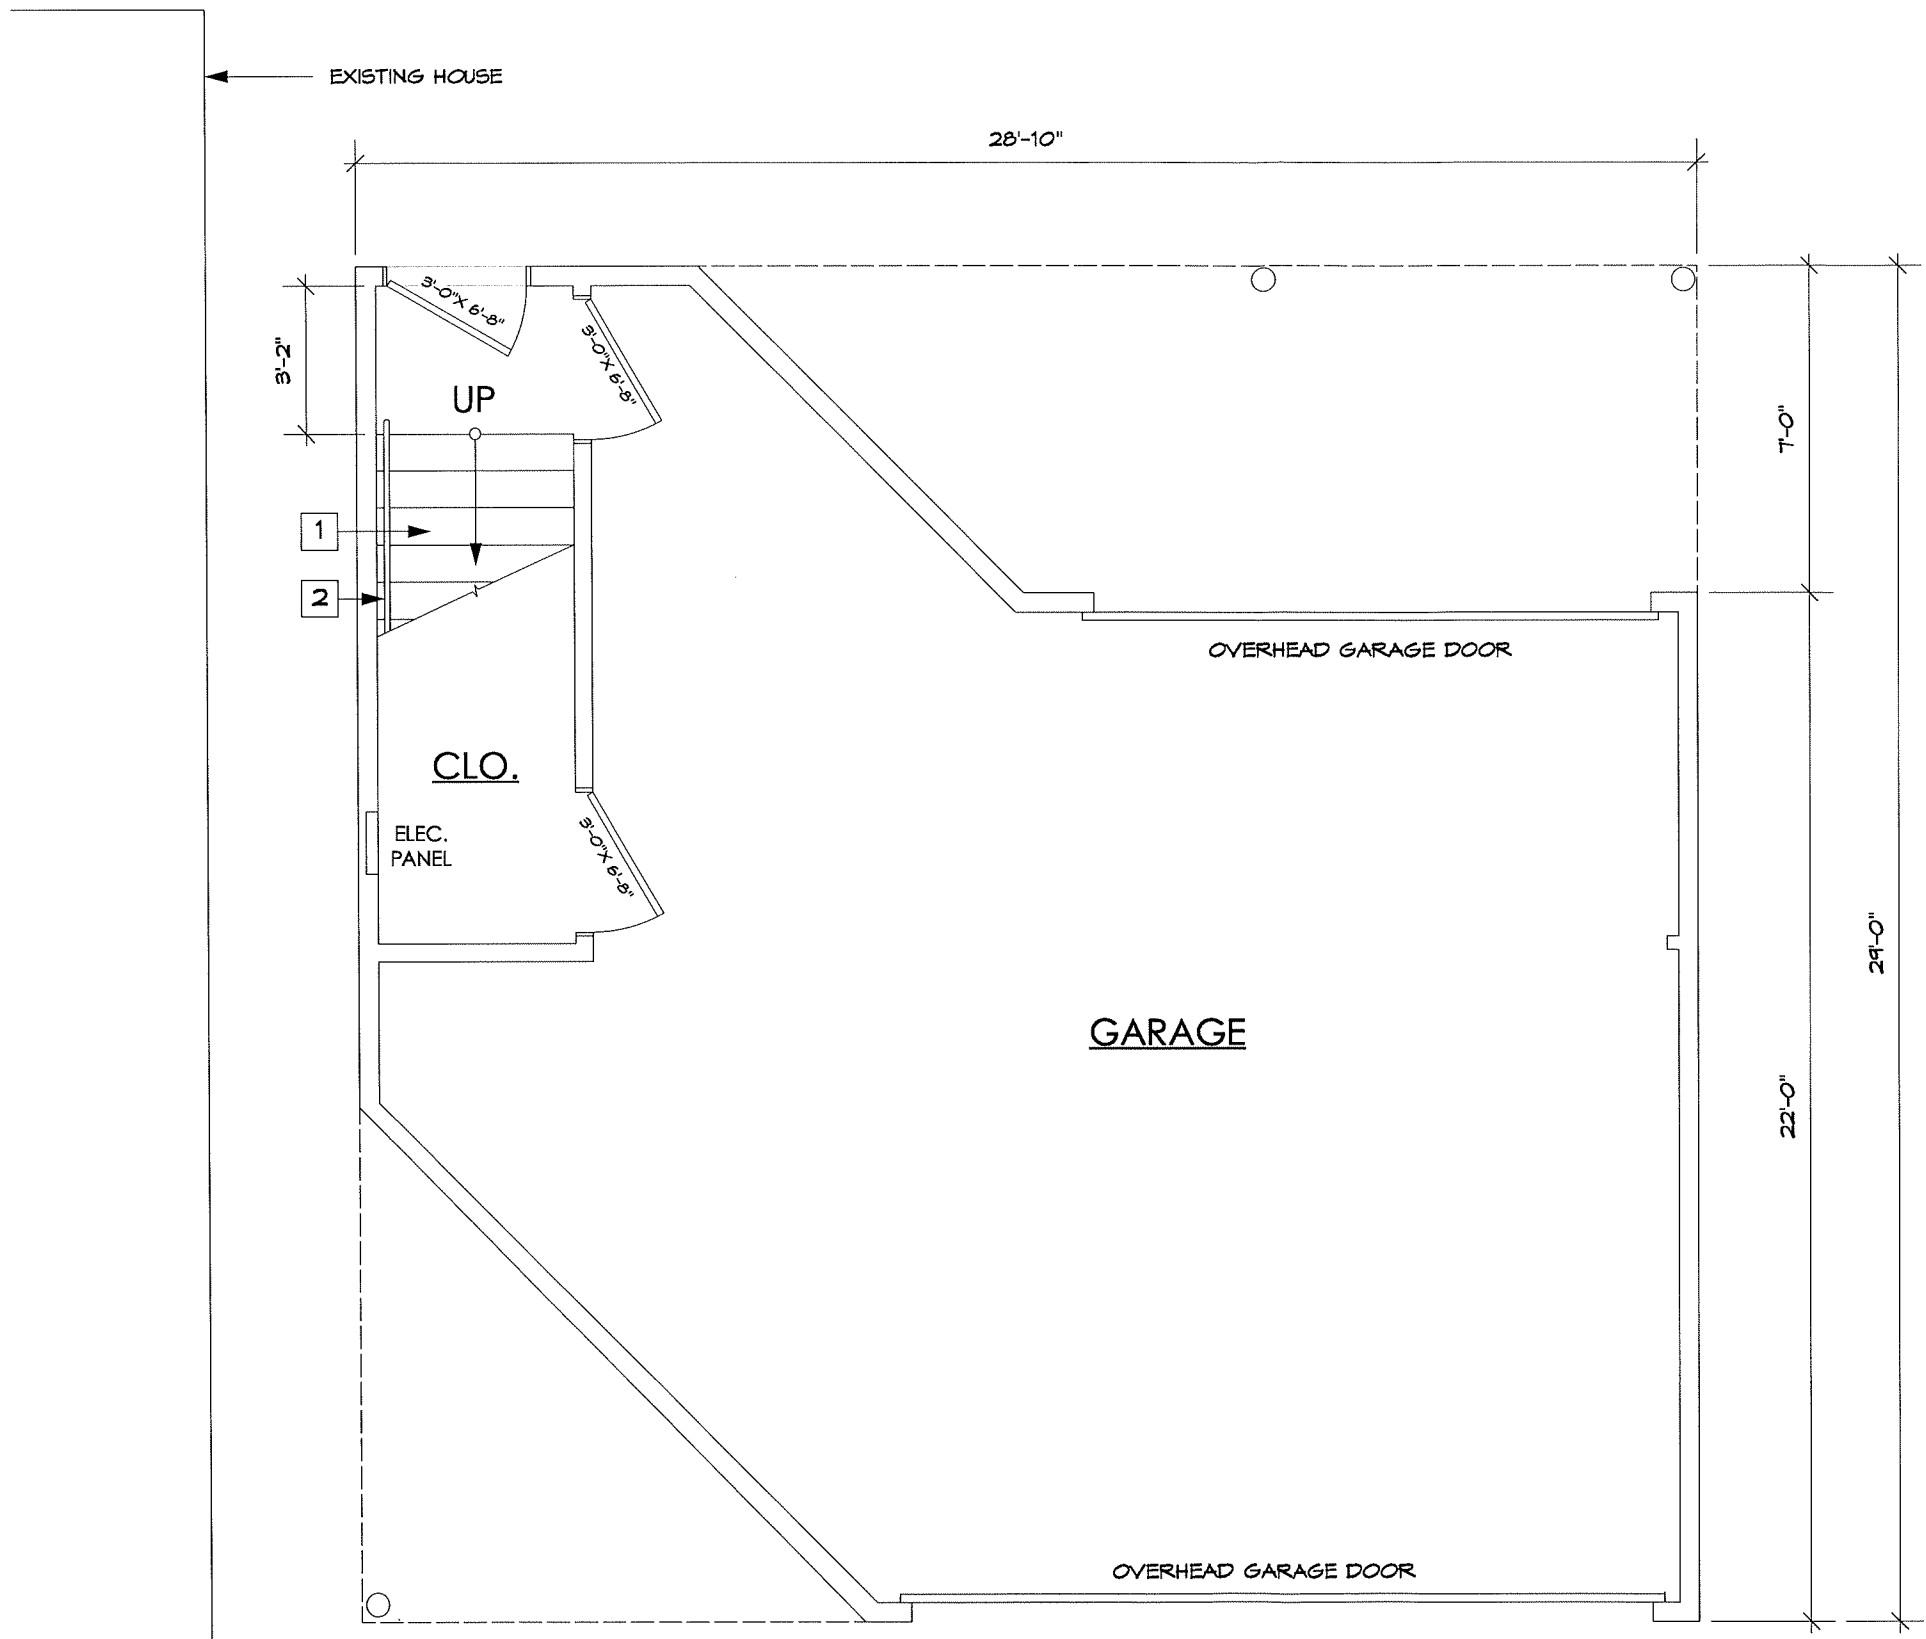 EXISTING HOUSE
28'-10"
3'-0"X 6'-8"
3'-0"X 6'-8"
3'-2"
UP
7'-0"
1
2
OVERHEAD GARAGE DOOR
CLO.
ELEC.
PANEL
3'-0"X 6'-8"
29'-0"
GARAGE
22'-0"
OVERHEAD GARAGE DOOR